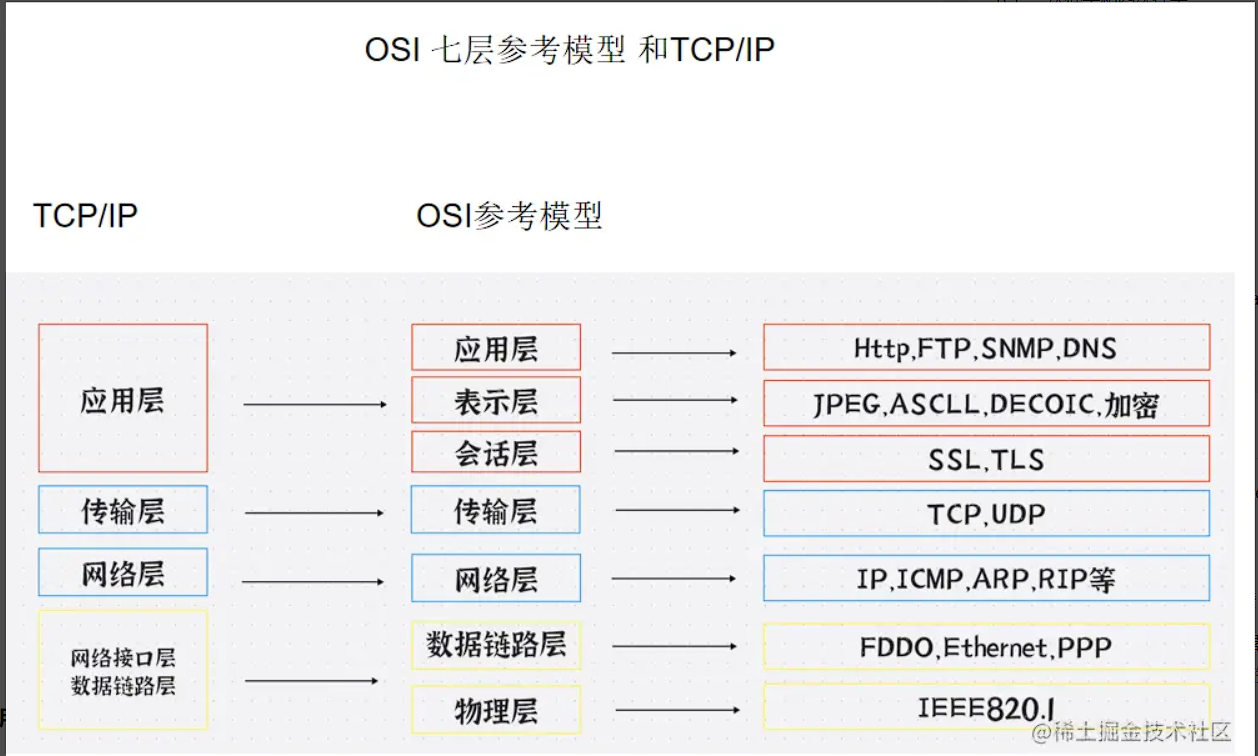 OSI 七层参考模型 和TCP/IP
TCP/IP
OSI参考模型
应用层
应用层
Http,FTP,SNMP,DNS
表示层
JPEG,ASCLL,DECOIC,加密
会话层
SSL,TLS
传输层
传输层
TCP,UDP
网络层
网络层
IP,ICMP,ARP,RIP等
网络接口层
数据链路层
数据链路层
FDDO,Ethernet,PPP
物理层
IEEE820.1
@稀土掘金技术社区